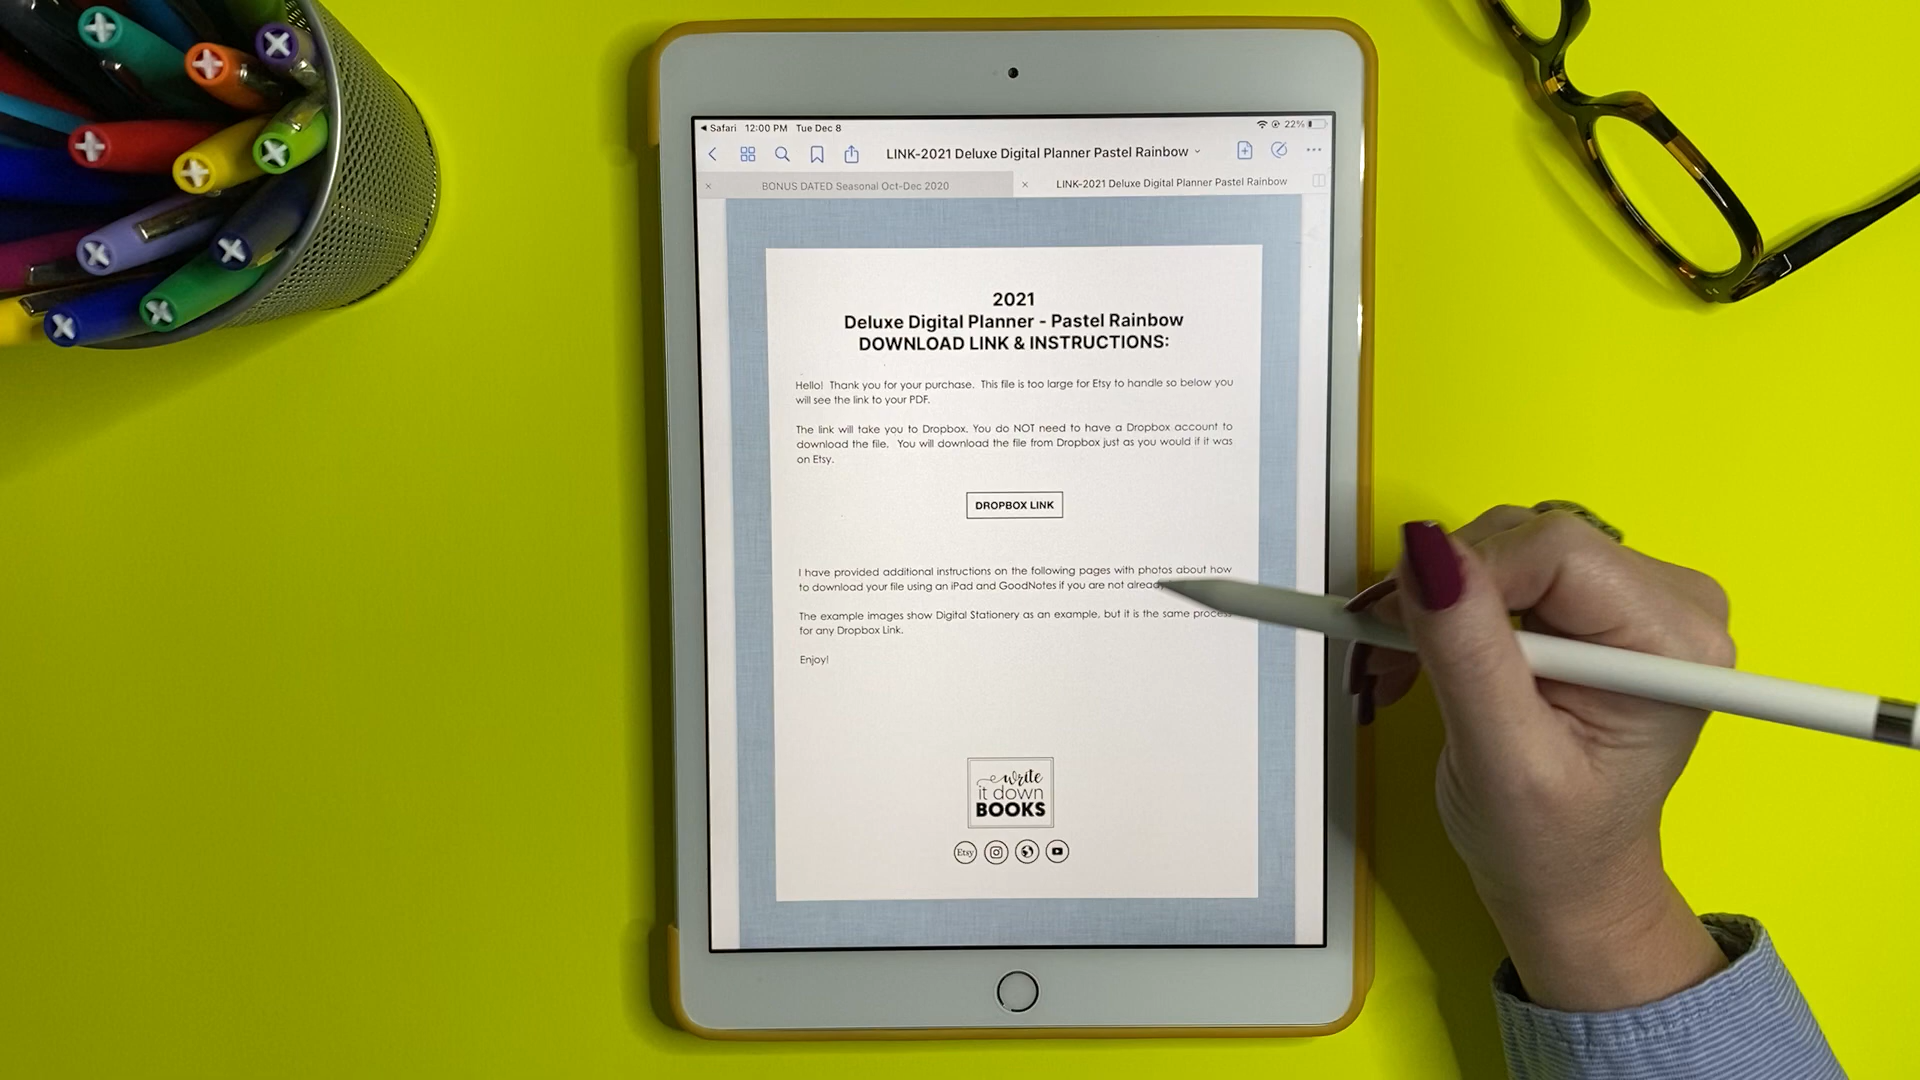 Safari 12:00 PM Tue Dec 8
22%
LINK-2021 Deluxe Digital Planner Pastel Rainbow
BONUS DATED Seasonal Oct-Dec 2020
LINK-2021 Deluxe Digital Planner Pastel Rainbow
2021
Deluxe Digital Planner - Pastel Rainbow
DOWNLOAD LINK & INSTRUCTIONS:
Hello! Thank you for your purchase. This file is too large for Etsy to handle so below you
will see the link to your PDF.
The link will take you to Dropbox. You do NOT need to have a Dropbox account to
download the file. You will download the file from Dropbox just as you would if it was
on Etsy.
DROPBOX LINK
I have provided additional instructions on the following pages with photos about how
to download your file using an iPad and GoodNotes if you are not
The example images show Digital Stationery as an example, but it is the same process
for any Dropbox Link.
Enjoy!
write
it down
BOOKS
Etsy